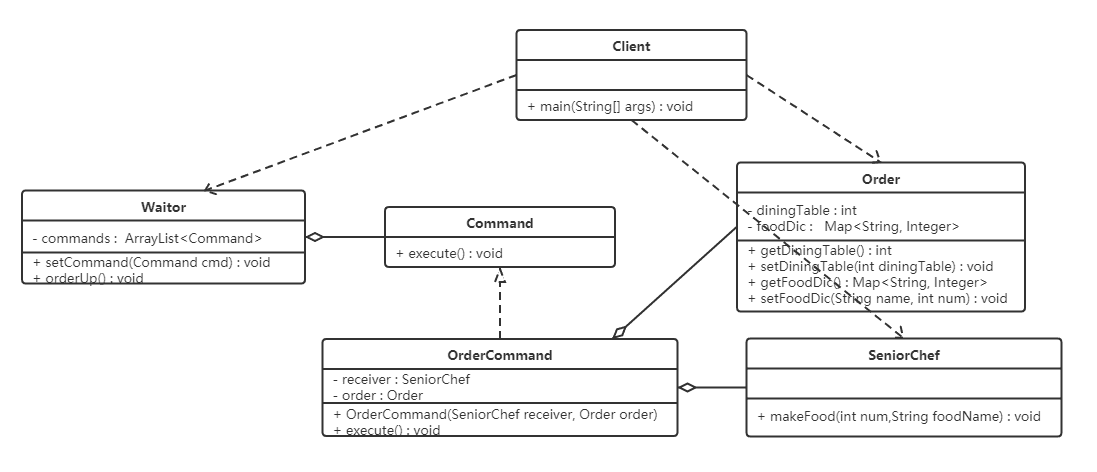 Client
+ main(String[] args) : void
Waitor
- commands : ArrayList<Command>
+ setCommand(Command cmd) : void
+ orderUp() : void
Command
+ execute() : void
Order
- diningTable : int
- foodDic : Map<String, Integer>
+ getDiningTable() : int
+ setDiningTable(int diningTable) : void
+ getFoodDic() : Map<String, Integer>
+ setFoodDic(String name, int num) : void
OrderCommand
- receiver : SeniorChef
- order : Order
+ OrderCommand(SeniorChef receiver, Order order)
+ execute() : void
SeniorChef
+ makeFood(int num,String foodName) : void